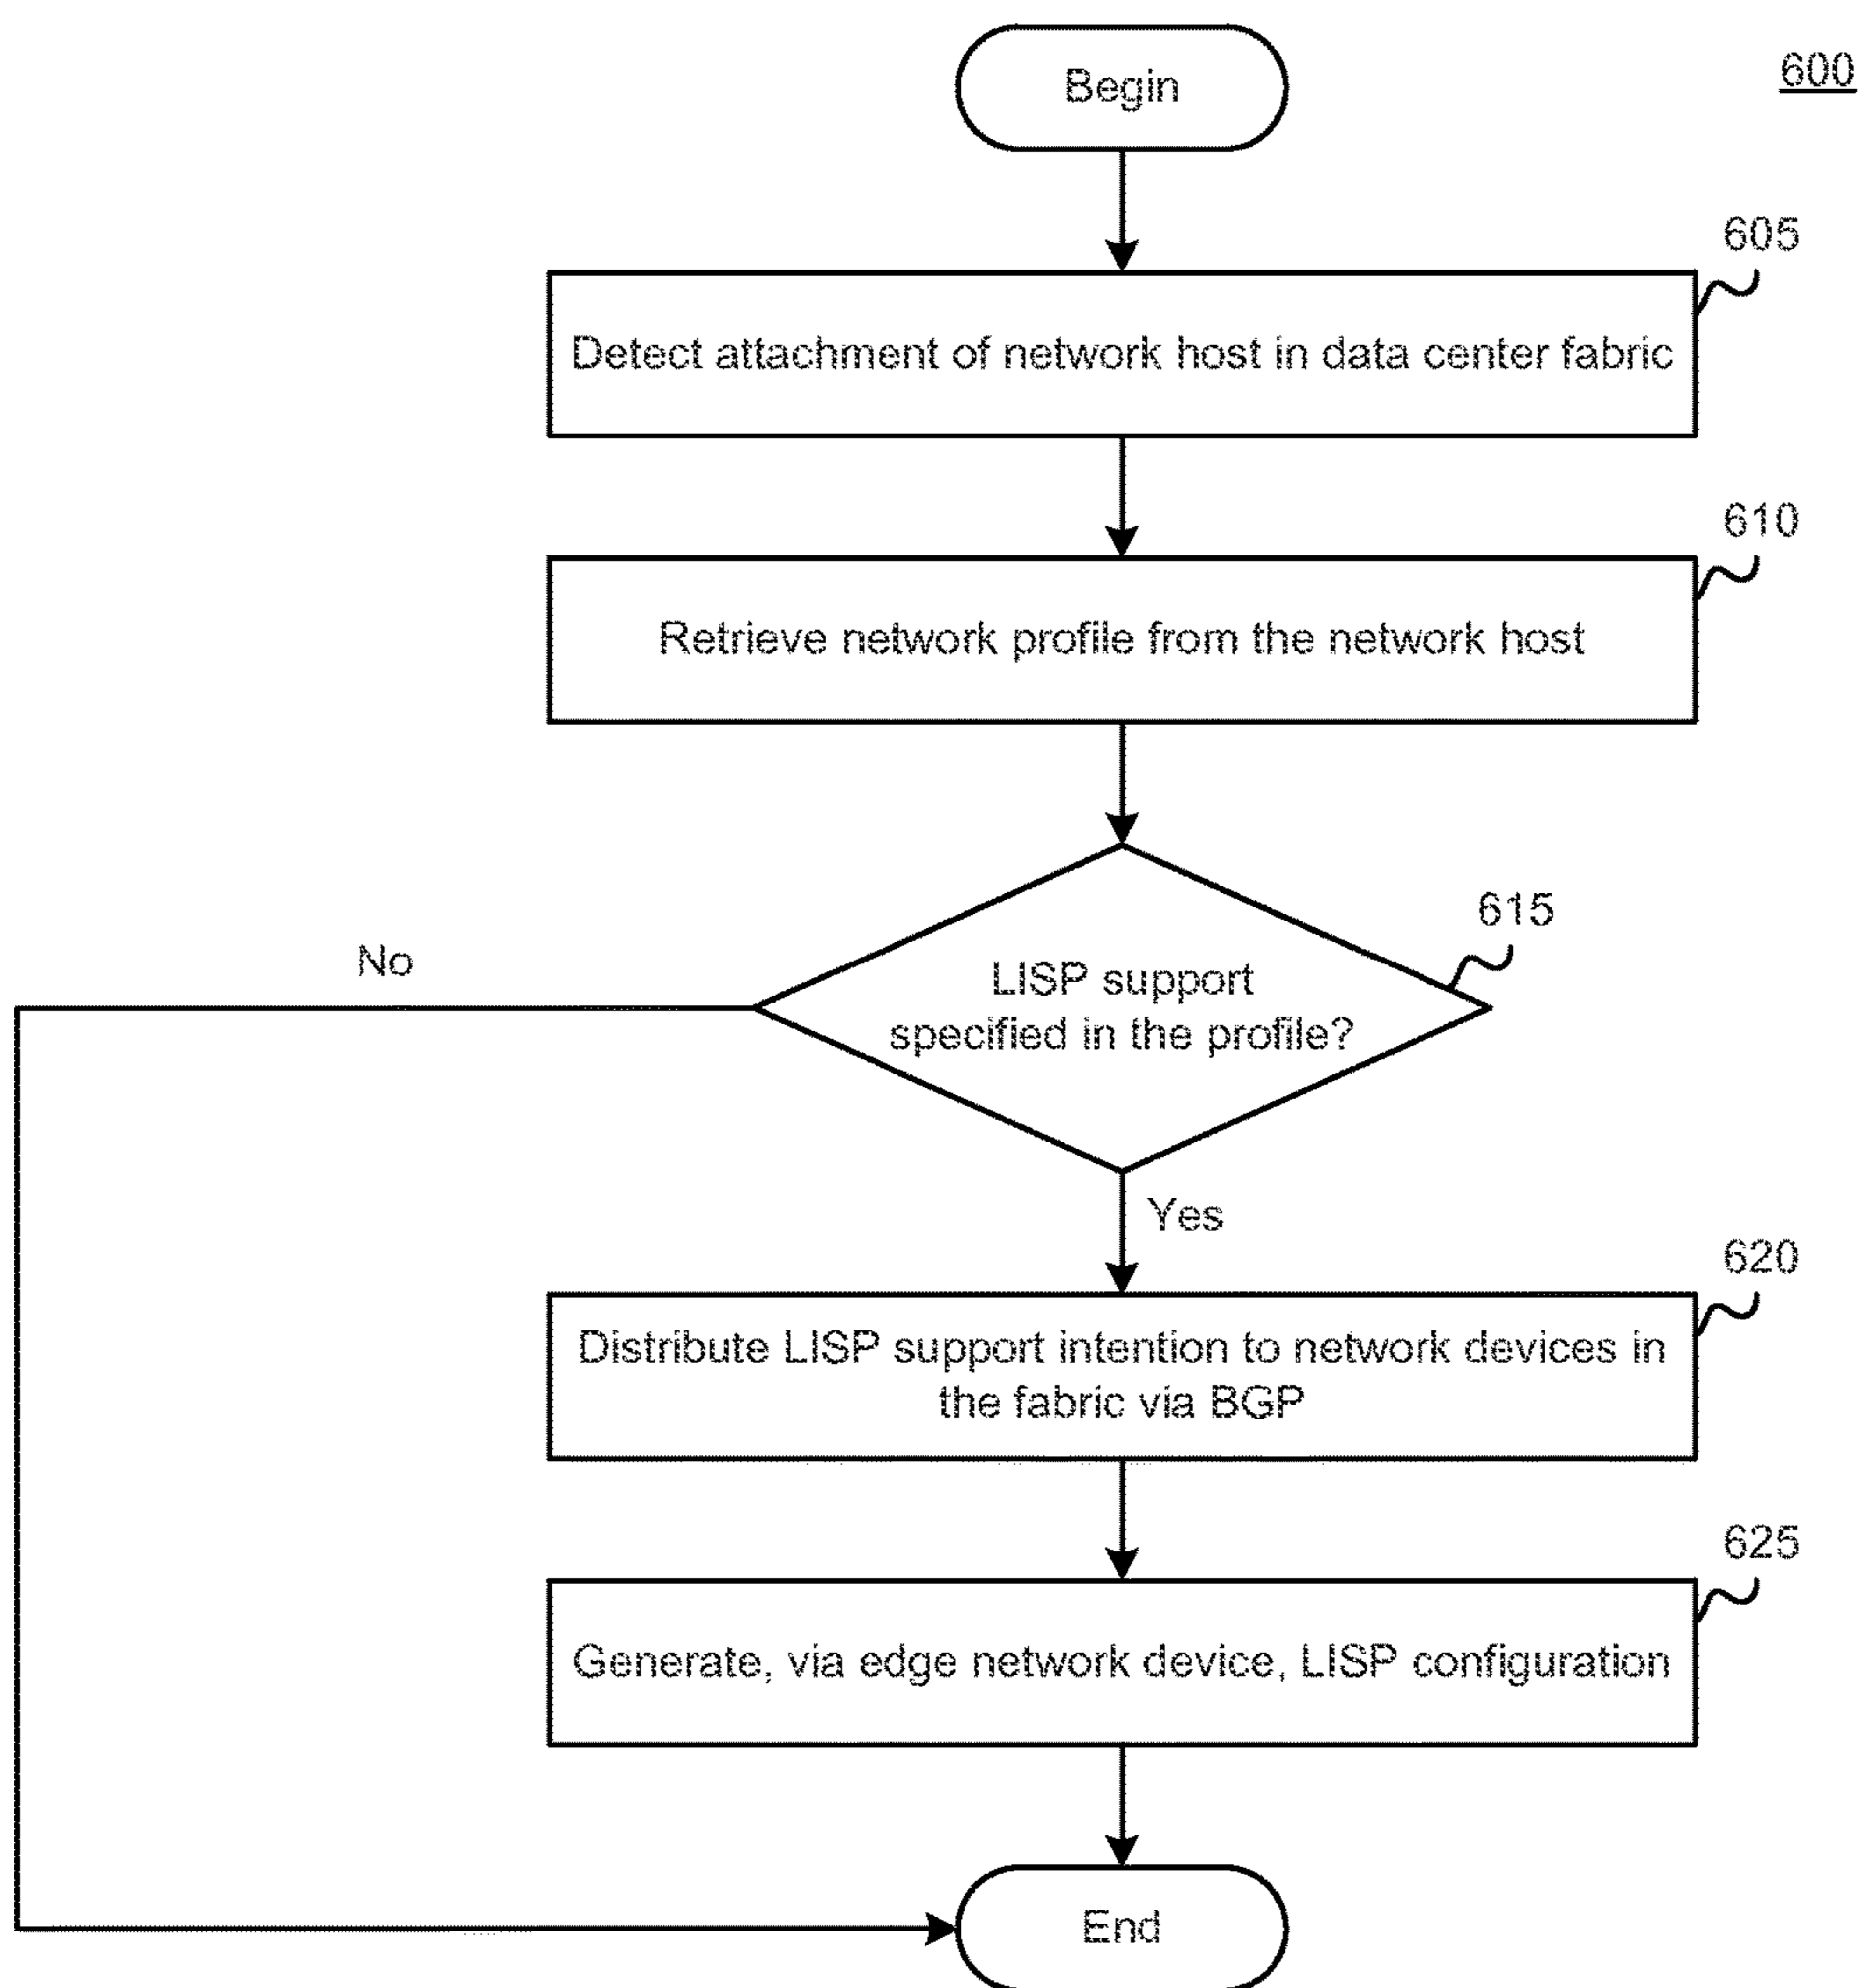 600
Begin
605
Detect attachment of network host in data center fabric
610
Retrieve network profile from the network host
615
LISP support
specified in the profile?
No
Yes
620
Distribute LISP support intention to network devices in
the fabric via BGP
625
Generate, via edge network device, LISP configuration
End